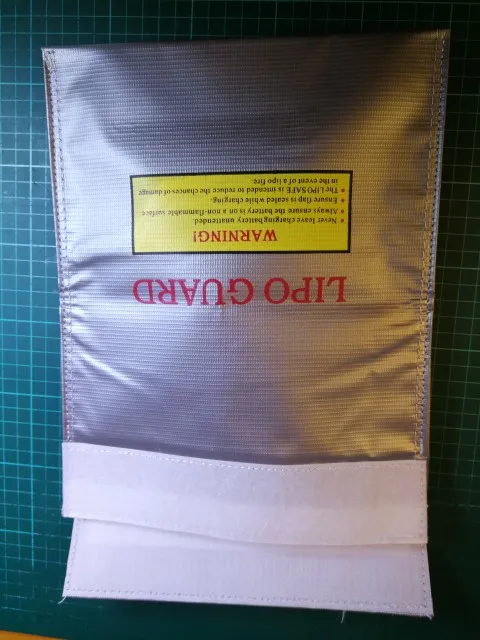 LIPO GUARD
WARNING!
• Never leave charging battery unattended.
• Always ensure the battery is on a non-flammable surface
• Ensure flap is sealed while charging.
• The LIPO SAFE is intended to reduce the chances of damage
in the event of a lipo fire.